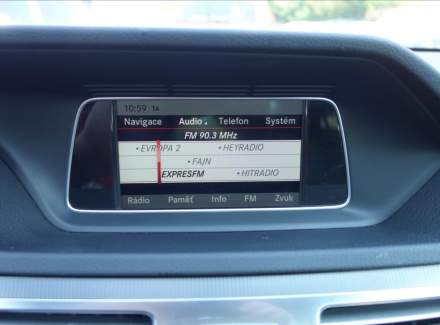 10:59 TA
Navigace Audio Telefon Systém
FM 90.3 MHz
• EVROPA 2 • HEYRADIO
• FAJN
EXPRESFM • HITRADIO
Rádio Paměť Info FM Zvuk